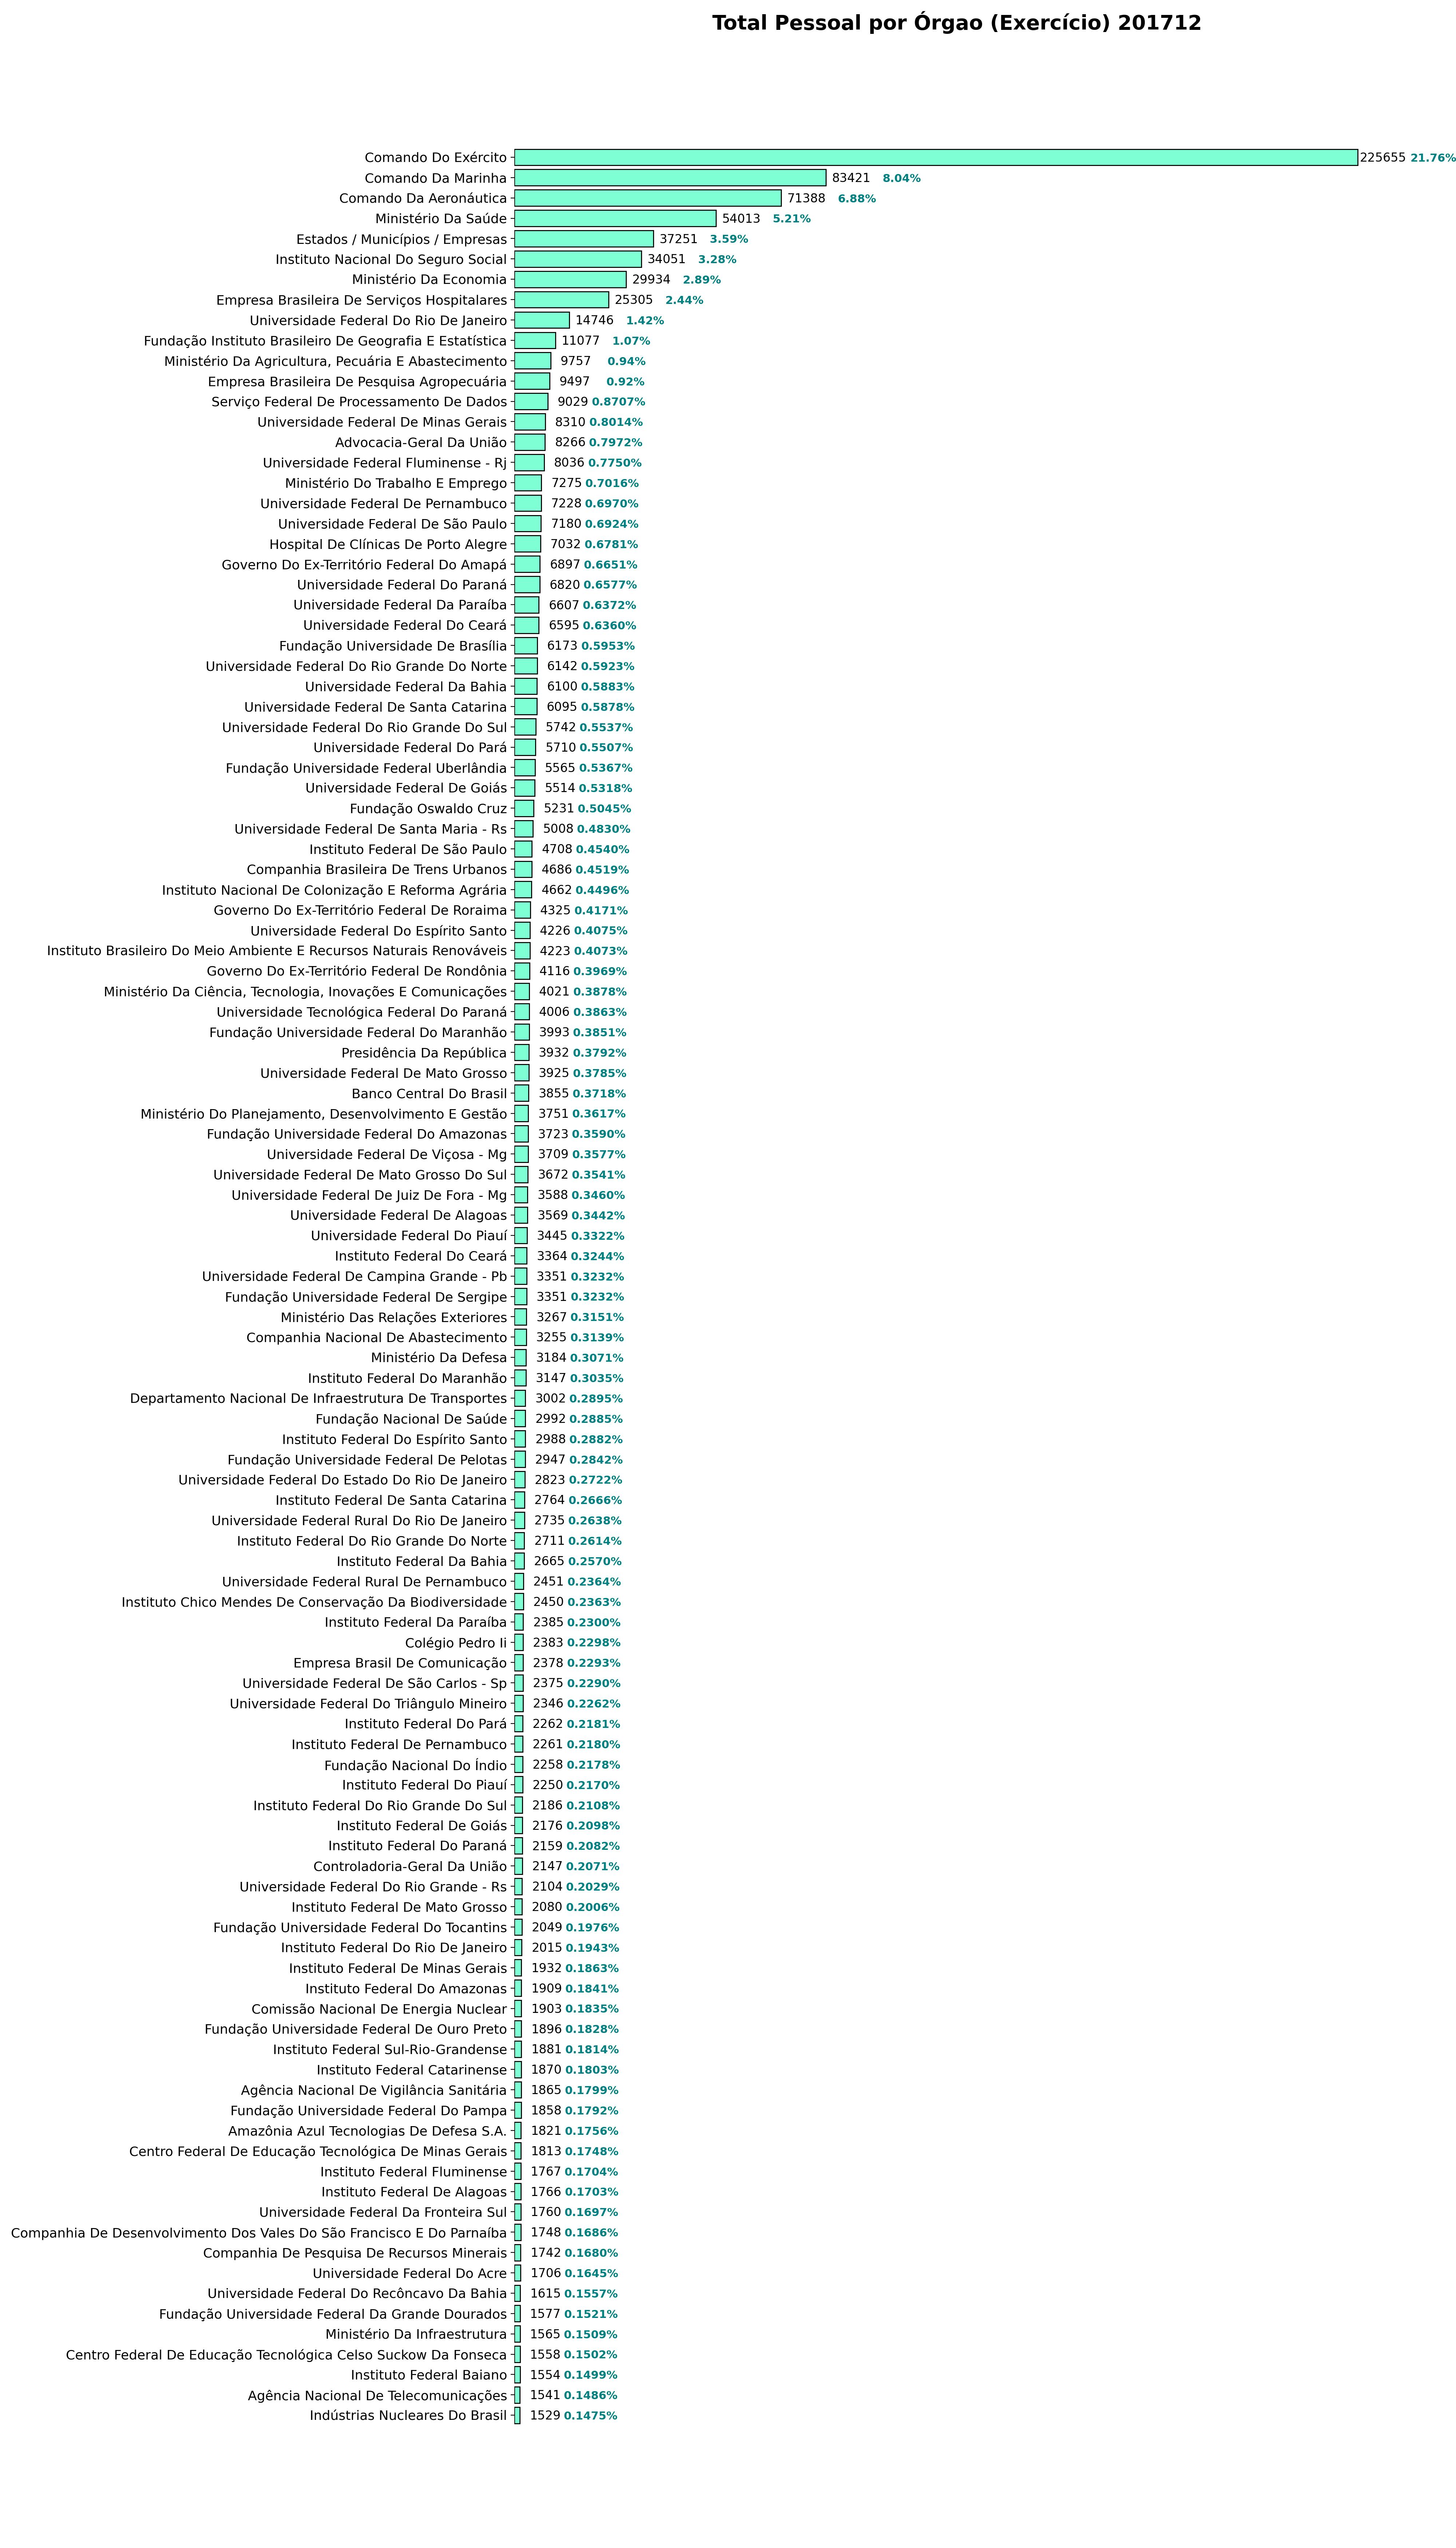 Total Pessoal por Órgao (Exercício) 201712
Comando Do Exército 225655 21.76%
Comando Da Marinha 83421 8.04%
Comando Da Aeronáutica 71388 6.88%
Ministério Da Saúde 54013 5.21%
Estados / Municípios / Empresas 37251 3.59%
Instituto Nacional Do Seguro Social 34051 3.28%
Ministério Da Economia 29934 2.89%
Empresa Brasileira De Serviços Hospitalares 25305 2.44%
Universidade Federal Do Rio De Janeiro 14746 1.42%
Fundação Instituto Brasileiro De Geografia E Estatística 11077 1.07%
Ministério Da Agricultura, Pecuária E Abastecimento 9757 0.94%
Empresa Brasileira De Pesquisa Agropecuária 9497 0.92%
Serviço Federal De Processamento De Dados 9029 0.8707%
Universidade Federal De Minas Gerais 8310 0.8014%
Advocacia-Geral Da União 8266 0.7972%
Universidade Federal Fluminense - Rj 8036 0.7750%
Ministério Do Trabalho E Emprego 7275 0.7016%
Universidade Federal De Pernambuco 7228 0.6970%
Universidade Federal De São Paulo 7180 0.6924%
Hospital De Clínicas De Porto Alegre 7032 0.6781%
Governo Do Ex-Território Federal Do Amapá 6897 0.6651%
Universidade Federal Do Paraná 6820 0.6577%
Universidade Federal Da Paraíba 6607 0.6372%
Universidade Federal Do Ceará 6595 0.6360%
Fundação Universidade De Brasília 6173 0.5953%
Universidade Federal Do Rio Grande Do Norte 6142 0.5923%
Universidade Federal Da Bahia 6100 0.5883%
Universidade Federal De Santa Catarina 6095 0.5878%
Universidade Federal Do Rio Grande Do Sul 5742 0.5537%
Universidade Federal Do Pará 5710 0.5507%
Fundação Universidade Federal Uberlândia 5565 0.5367%
Universidade Federal De Goiás 5514 0.5318%
Fundação Oswaldo Cruz 5231 0.5045%
Universidade Federal De Santa Maria - Rs 5008 0.4830%
Instituto Federal De São Paulo 4708 0.4540%
Companhia Brasileira De Trens Urbanos 4686 0.4519%
Instituto Nacional De Colonização E Reforma Agrária 4662 0.4496%
Governo Do Ex-Território Federal De Roraima 4325 0.4171%
Universidade Federal Do Espírito Santo 4226 0.4075%
Instituto Brasileiro Do Meio Ambiente E Recursos Naturais Renováveis 4223 0.4073%
Governo Do Ex-Território Federal De Rondônia 4116 0.3969%
Ministério Da Ciência, Tecnologia, Inovações E Comunicações 4021 0.3878%
Universidade Tecnológica Federal Do Paraná 4006 0.3863%
Fundação Universidade Federal Do Maranhão 3993 0.3851%
Presidência Da República 3932 0.3792%
Universidade Federal De Mato Grosso 3925 0.3785%
Banco Central Do Brasil 3855 0.3718%
Ministério Do Planejamento, Desenvolvimento E Gestão 3751 0.3617%
Fundação Universidade Federal Do Amazonas 3723 0.3590%
Universidade Federal De Viçosa - Mg 3709 0.3577%
Universidade Federal De Mato Grosso Do Sul 3672 0.3541%
Universidade Federal De Juiz De Fora - Mg 3588 0.3460%
Universidade Federal De Alagoas 3569 0.3442%
Universidade Federal Do Piauí 3445 0.3322%
Instituto Federal Do Ceará 3364 0.3244%
Universidade Federal De Campina Grande - Pb 3351 0.3232%
Fundação Universidade Federal De Sergipe 3351 0.3232%
Ministério Das Relações Exteriores 3267 0.3151%
Companhia Nacional De Abastecimento 3255 0.3139%
Ministério Da Defesa 3184 0.3071%
Instituto Federal Do Maranhão 3147 0.3035%
Departamento Nacional De Infraestrutura De Transportes 3002 0.2895%
Fundação Nacional De Saúde 2992 0.2885%
Instituto Federal Do Espírito Santo 2988 0.2882%
Fundação Universidade Federal De Pelotas 2947 0.2842%
Universidade Federal Do Estado Do Rio De Janeiro 2823 0.2722%
Instituto Federal De Santa Catarina 2764 0.2666%
Universidade Federal Rural Do Rio De Janeiro 2735 0.2638%
Instituto Federal Do Rio Grande Do Norte 2711 0.2614%
Instituto Federal Da Bahia 2665 0.2570%
Universidade Federal Rural De Pernambuco 2451 0.2364%
Instituto Chico Mendes De Conservação Da Biodiversidade 2450 0.2363%
Instituto Federal Da Paraíba 2385 0.2300%
Colégio Pedro Ii 2383 0.2298%
Empresa Brasil De Comunicação 2378 0.2293%
Universidade Federal De São Carlos - Sp 2375 0.2290%
Universidade Federal Do Triângulo Mineiro 2346 0.2262%
Instituto Federal Do Pará 2262 0.2181%
Instituto Federal De Pernambuco 2261 0.2180%
Fundação Nacional Do Índio 2258 0.2178%
Instituto Federal Do Piauí 2250 0.2170%
Instituto Federal Do Rio Grande Do Sul 2186 0.2108%
Instituto Federal De Goiás 2176 0.2098%
Instituto Federal Do Paraná 2159 0.2082%
Controladoria-Geral Da União 2147 0.2071%
Universidade Federal Do Rio Grande - Rs 2104 0.2029%
Instituto Federal De Mato Grosso 2080 0.2006%
Fundação Universidade Federal Do Tocantins 2049 0.1976%
Instituto Federal Do Rio De Janeiro 2015 0.1943%
Instituto Federal De Minas Gerais 1932 0.1863%
Instituto Federal Do Amazonas 1909 0.1841%
Comissão Nacional De Energia Nuclear 1903 0.1835%
Fundação Universidade Federal De Ouro Preto 1896 0.1828%
Instituto Federal Sul-Rio-Grandense 1881 0.1814%
Instituto Federal Catarinense 1870 0.1803%
Agência Nacional De Vigilância Sanitária 1865 0.1799%
Fundação Universidade Federal Do Pampa 1858 0.1792%
Amazônia Azul Tecnologias De Defesa S.A. 1821 0.1756%
Centro Federal De Educação Tecnológica De Minas Gerais 1813 0.1748%
Instituto Federal Fluminense 1767 0.1704%
Instituto Federal De Alagoas 1766 0.1703%
Universidade Federal Da Fronteira Sul 1760 0.1697%
Companhia De Desenvolvimento Dos Vales Do São Francisco E Do Parnaíba 1748 0.1686%
Companhia De Pesquisa De Recursos Minerais 1742 0.1680%
Universidade Federal Do Acre 1706 0.1645%
Universidade Federal Do Recôncavo Da Bahia 1615 0.1557%
Fundação Universidade Federal Da Grande Dourados 1577 0.1521%
Ministério Da Infraestrutura 1565 0.1509%
Centro Federal De Educação Tecnológica Celso Suckow Da Fonseca 1558 0.1502%
Instituto Federal Baiano 1554 0.1499%
Agência Nacional De Telecomunicações 1541 0.1486%
Indústrias Nucleares Do Brasil 1529 0.1475%